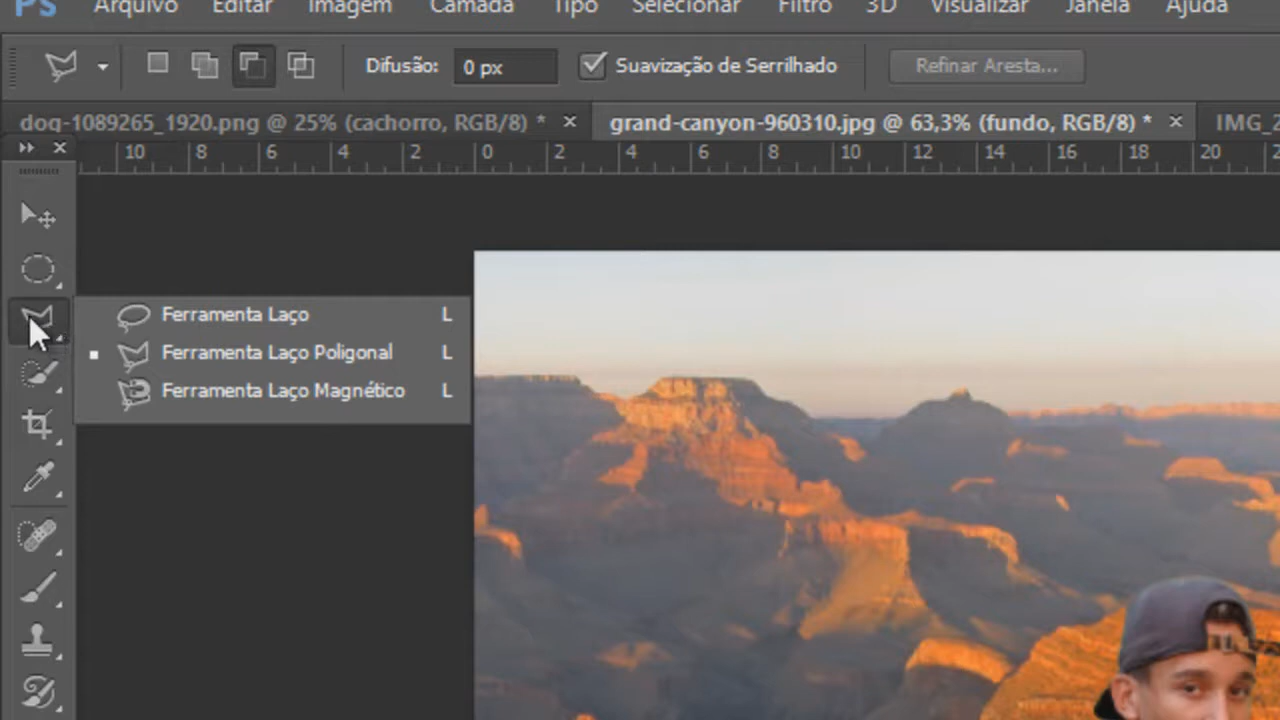 Ps Arquivo Editar Imagem Camada Tipo Selecionar Filtro 3D Visualizar Janela Ajuda
Difusão: 0 px Suavização de Serrilhado Refinar Aresta...
dog-1089265_1920.png @ 25% (cachorro, RGB/8) * × grand-canyon-960310.jpg @ 63,3% (fundo, RGB/8) * ×
10 8 6 4 2 0 2 4 6 8 10 12 14 16 18 20
Ferramenta Laço L
Ferramenta Laço Poligonal L
Ferramenta Laço Magnético L